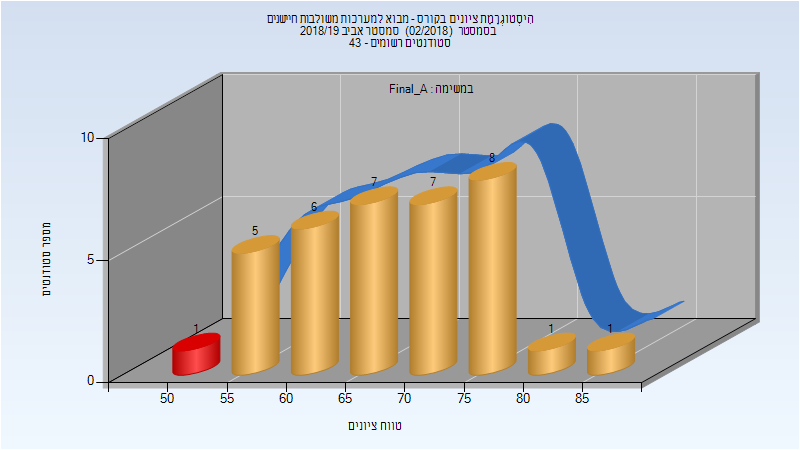 היסטוגרמת ציונים בקורס - מבוא למערכות משולבות חיישנים
בסמסטר (02/2018) סמסטר אביב 2018/19
סטודנטים רשומים - 43
במשימה : Final_A
10
5
0
מספר סטודנטים
1
5
6
7
7
8
1
1
50 55 60 65 70 75 80 85
טווח ציונים